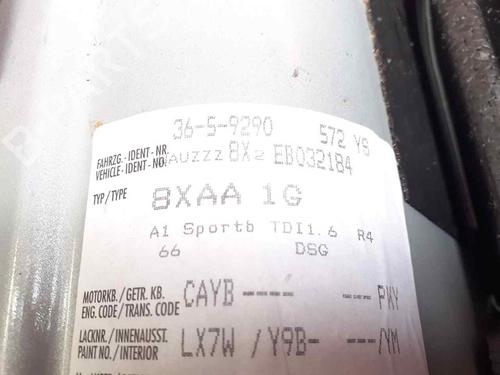 36-5-9290 572 YS
FAHRZG.-IDENT-NR.
VEHICLE-IDENT-NO. AUZZZ 8X2 EB032184
TYP/TYPE 8XAA 1G
A1 Sportb TDI1.6 R4
66 DSG
MOTORKB./GETR. KB.
ENG. CODE/TRANS. CODE CAYB--- PKY
LACKNR./INNENAUSST.
PAINT NO./INTERIOR LX7W /Y9B- ---/YM